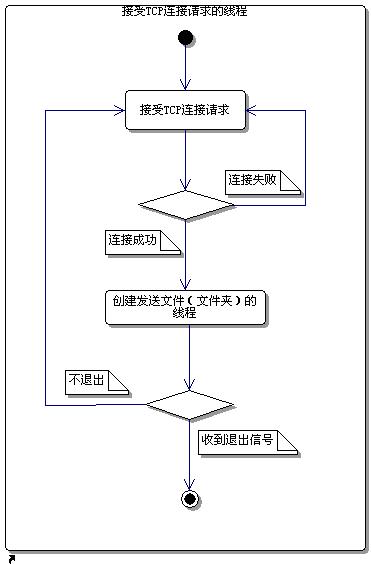 接受TCP连接请求的线程
接受TCP连接请求
连接失败
连接成功
创建发送文件（文件夹）的
线程
不退出
收到退出信号